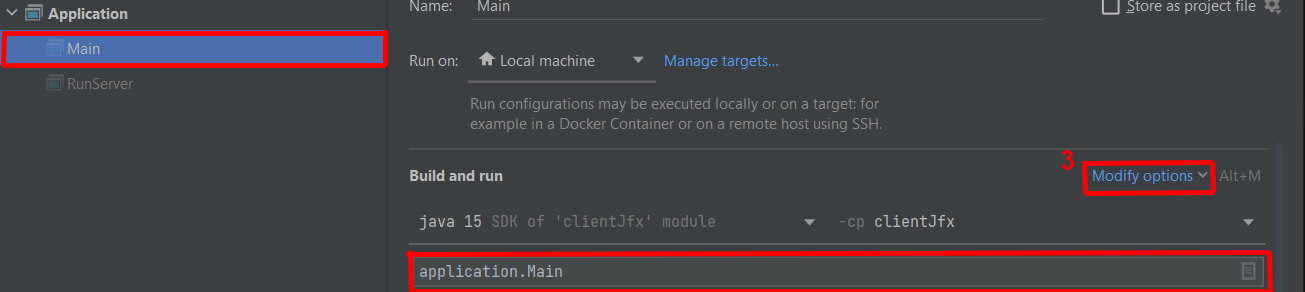 Application
Main
RunServer
Name: Main
Store as project file
Run on: Local machine Manage targets...
Run configurations may be executed locally or on a target: for
example in a Docker Container or on a remote host using SSH.
3
Build and run Modify options Alt+M
java 15 SDK of 'clientJfx' module -cp clientJfx
application.Main